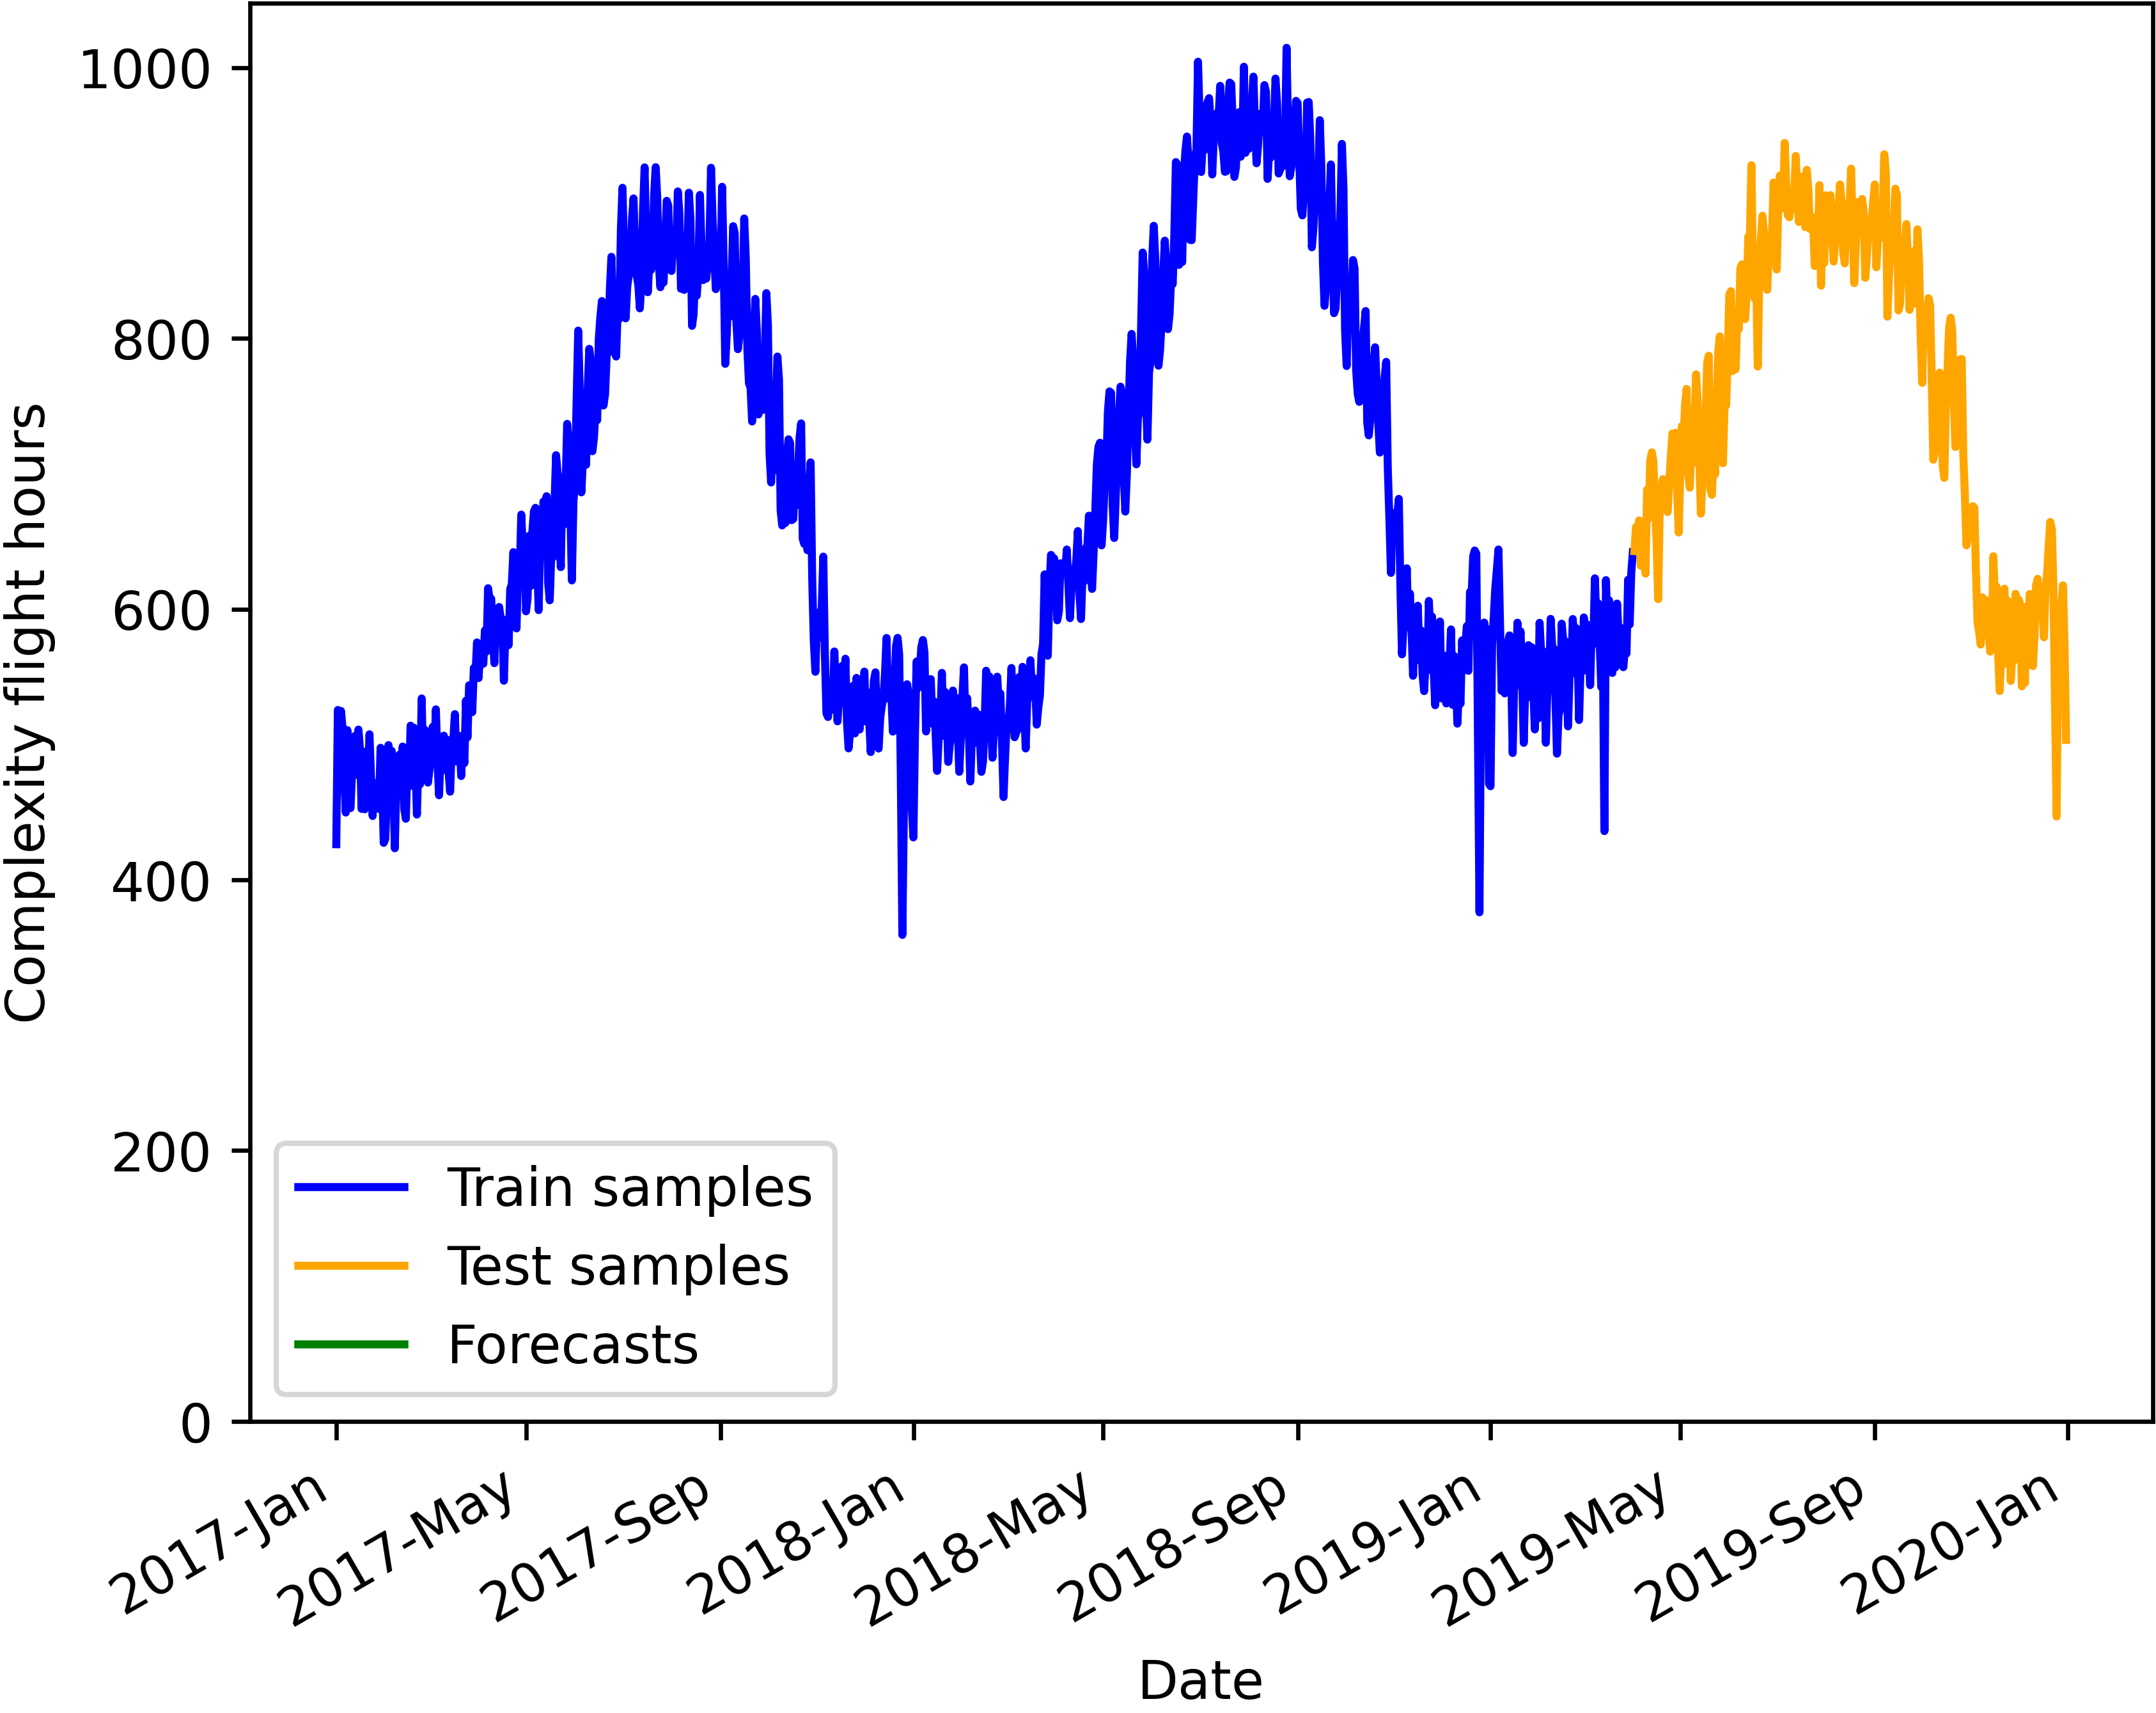 Complexity flight hours
1000
800
600
400
200
0
Train samples
Test samples
Forecasts
2017-Jan
2017-May
2017-Sep
2018-Jan
2018-May
2018-Sep
2019-Jan
2019-May
2019-Sep
2020-Jan
Date